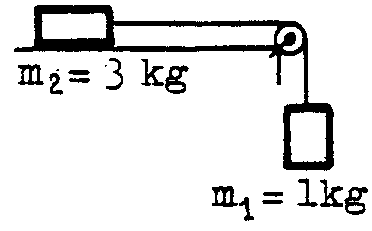 m₂ = 3 kg
m₁ = 1kg